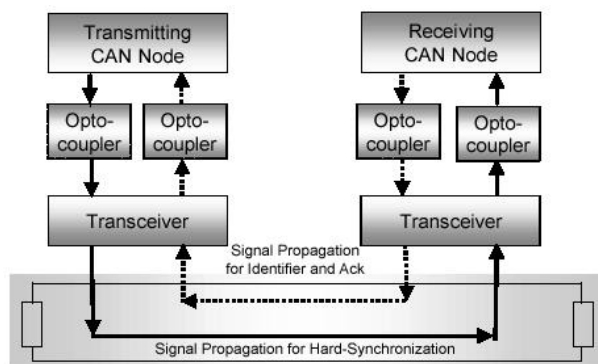 Transmitting
CAN Node
Receiving
CAN Node
Opto-
coupler
Opto-
coupler
Opto-
coupler
Opto-
coupler
Transceiver
Transceiver
Signal Propagation
for Identifier and Ack
Signal Propagation for Hard-Synchronization